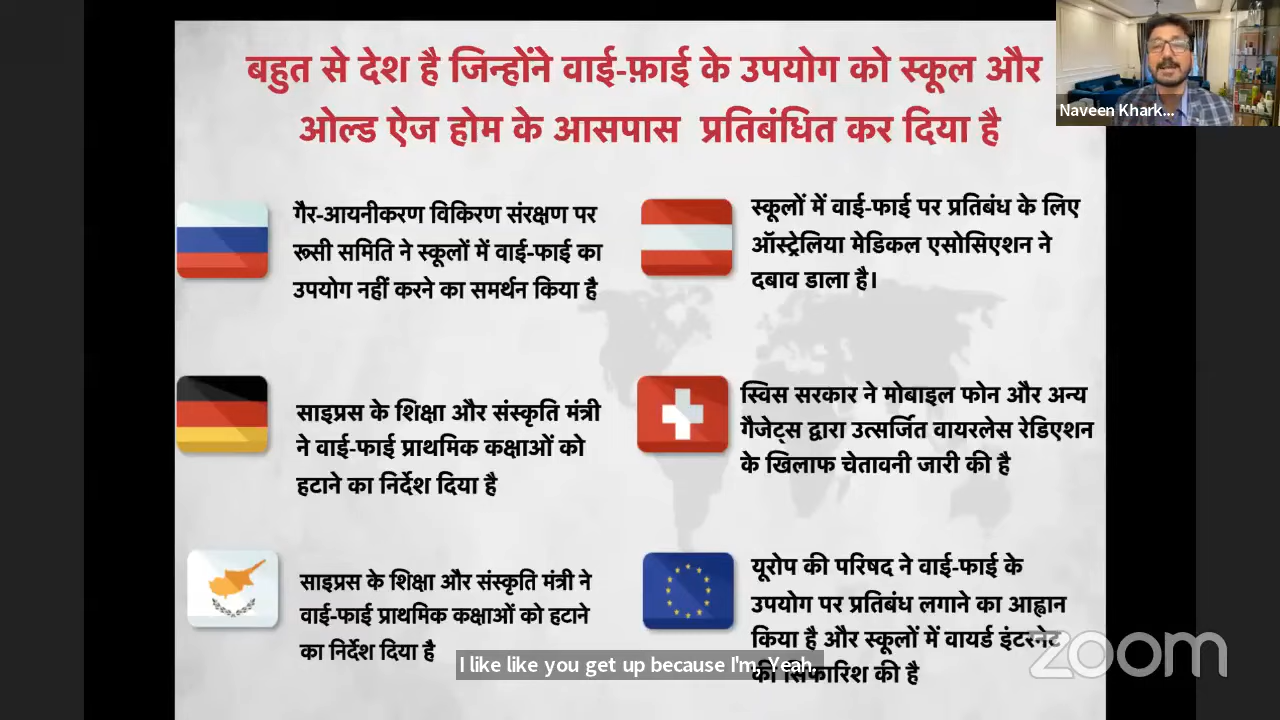 बहुत से देश है जिन्होंने वाई-फ़ाई के उपयोग को स्कूल और
ओल्ड ऐज होम के आसपास प्रतिबंधित कर दिया है
Naveen Khark...
गैर-आयनीकरण विकिरण संरक्षण पर
रूसी समिति ने स्कूलों में वाई-फाई का
उपयोग नहीं करने का समर्थन किया है
स्कूलों में वाई-फाई पर प्रतिबंध के लिए
ऑस्ट्रेलिया मेडिकल एसोसिएशन ने
दबाव डाला है।
साइप्रस के शिक्षा और संस्कृति मंत्री
ने वाई-फाई प्राथमिक कक्षाओं को
हटाने का निर्देश दिया है
स्विस सरकार ने मोबाइल फोन और अन्य
गैजेट्स द्वारा उत्सर्जित वायरलेस रेडिएशन
के खिलाफ चेतावनी जारी की है
साइप्रस के शिक्षा और संस्कृति मंत्री ने
वाई-फाई प्राथमिक कक्षाओं को हटाने
का निर्देश दिया है
यूरोप की परिषद ने वाई-फाई के
उपयोग पर प्रतिबंध लगाने का आह्वान
किया है और स्कूलों में वायर्ड इंटरनेट
की सिफारिश की है
I like like you get up because I'm, Yeah,
zoom